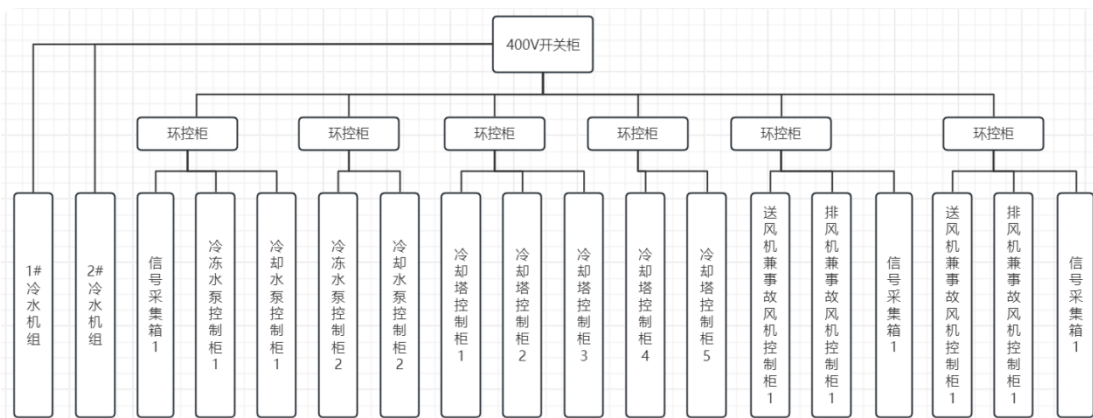 400V开关柜
环控柜
环控柜
环控柜
环控柜
环控柜
环控柜
1#冷水机组
2#冷水机组
信号采集箱1
冷冻水泵控制柜1
冷却水泵控制柜1
冷冻水泵控制柜2
冷却水泵控制柜2
冷却塔控制柜1
冷却塔控制柜2
冷却塔控制柜3
冷却塔控制柜4
冷却塔控制柜5
送风机兼事故风机控制柜1
排风机兼事故风机控制柜1
信号采集箱1
送风机兼事故风机控制柜1
排风机兼事故风机控制柜1
信号采集箱1